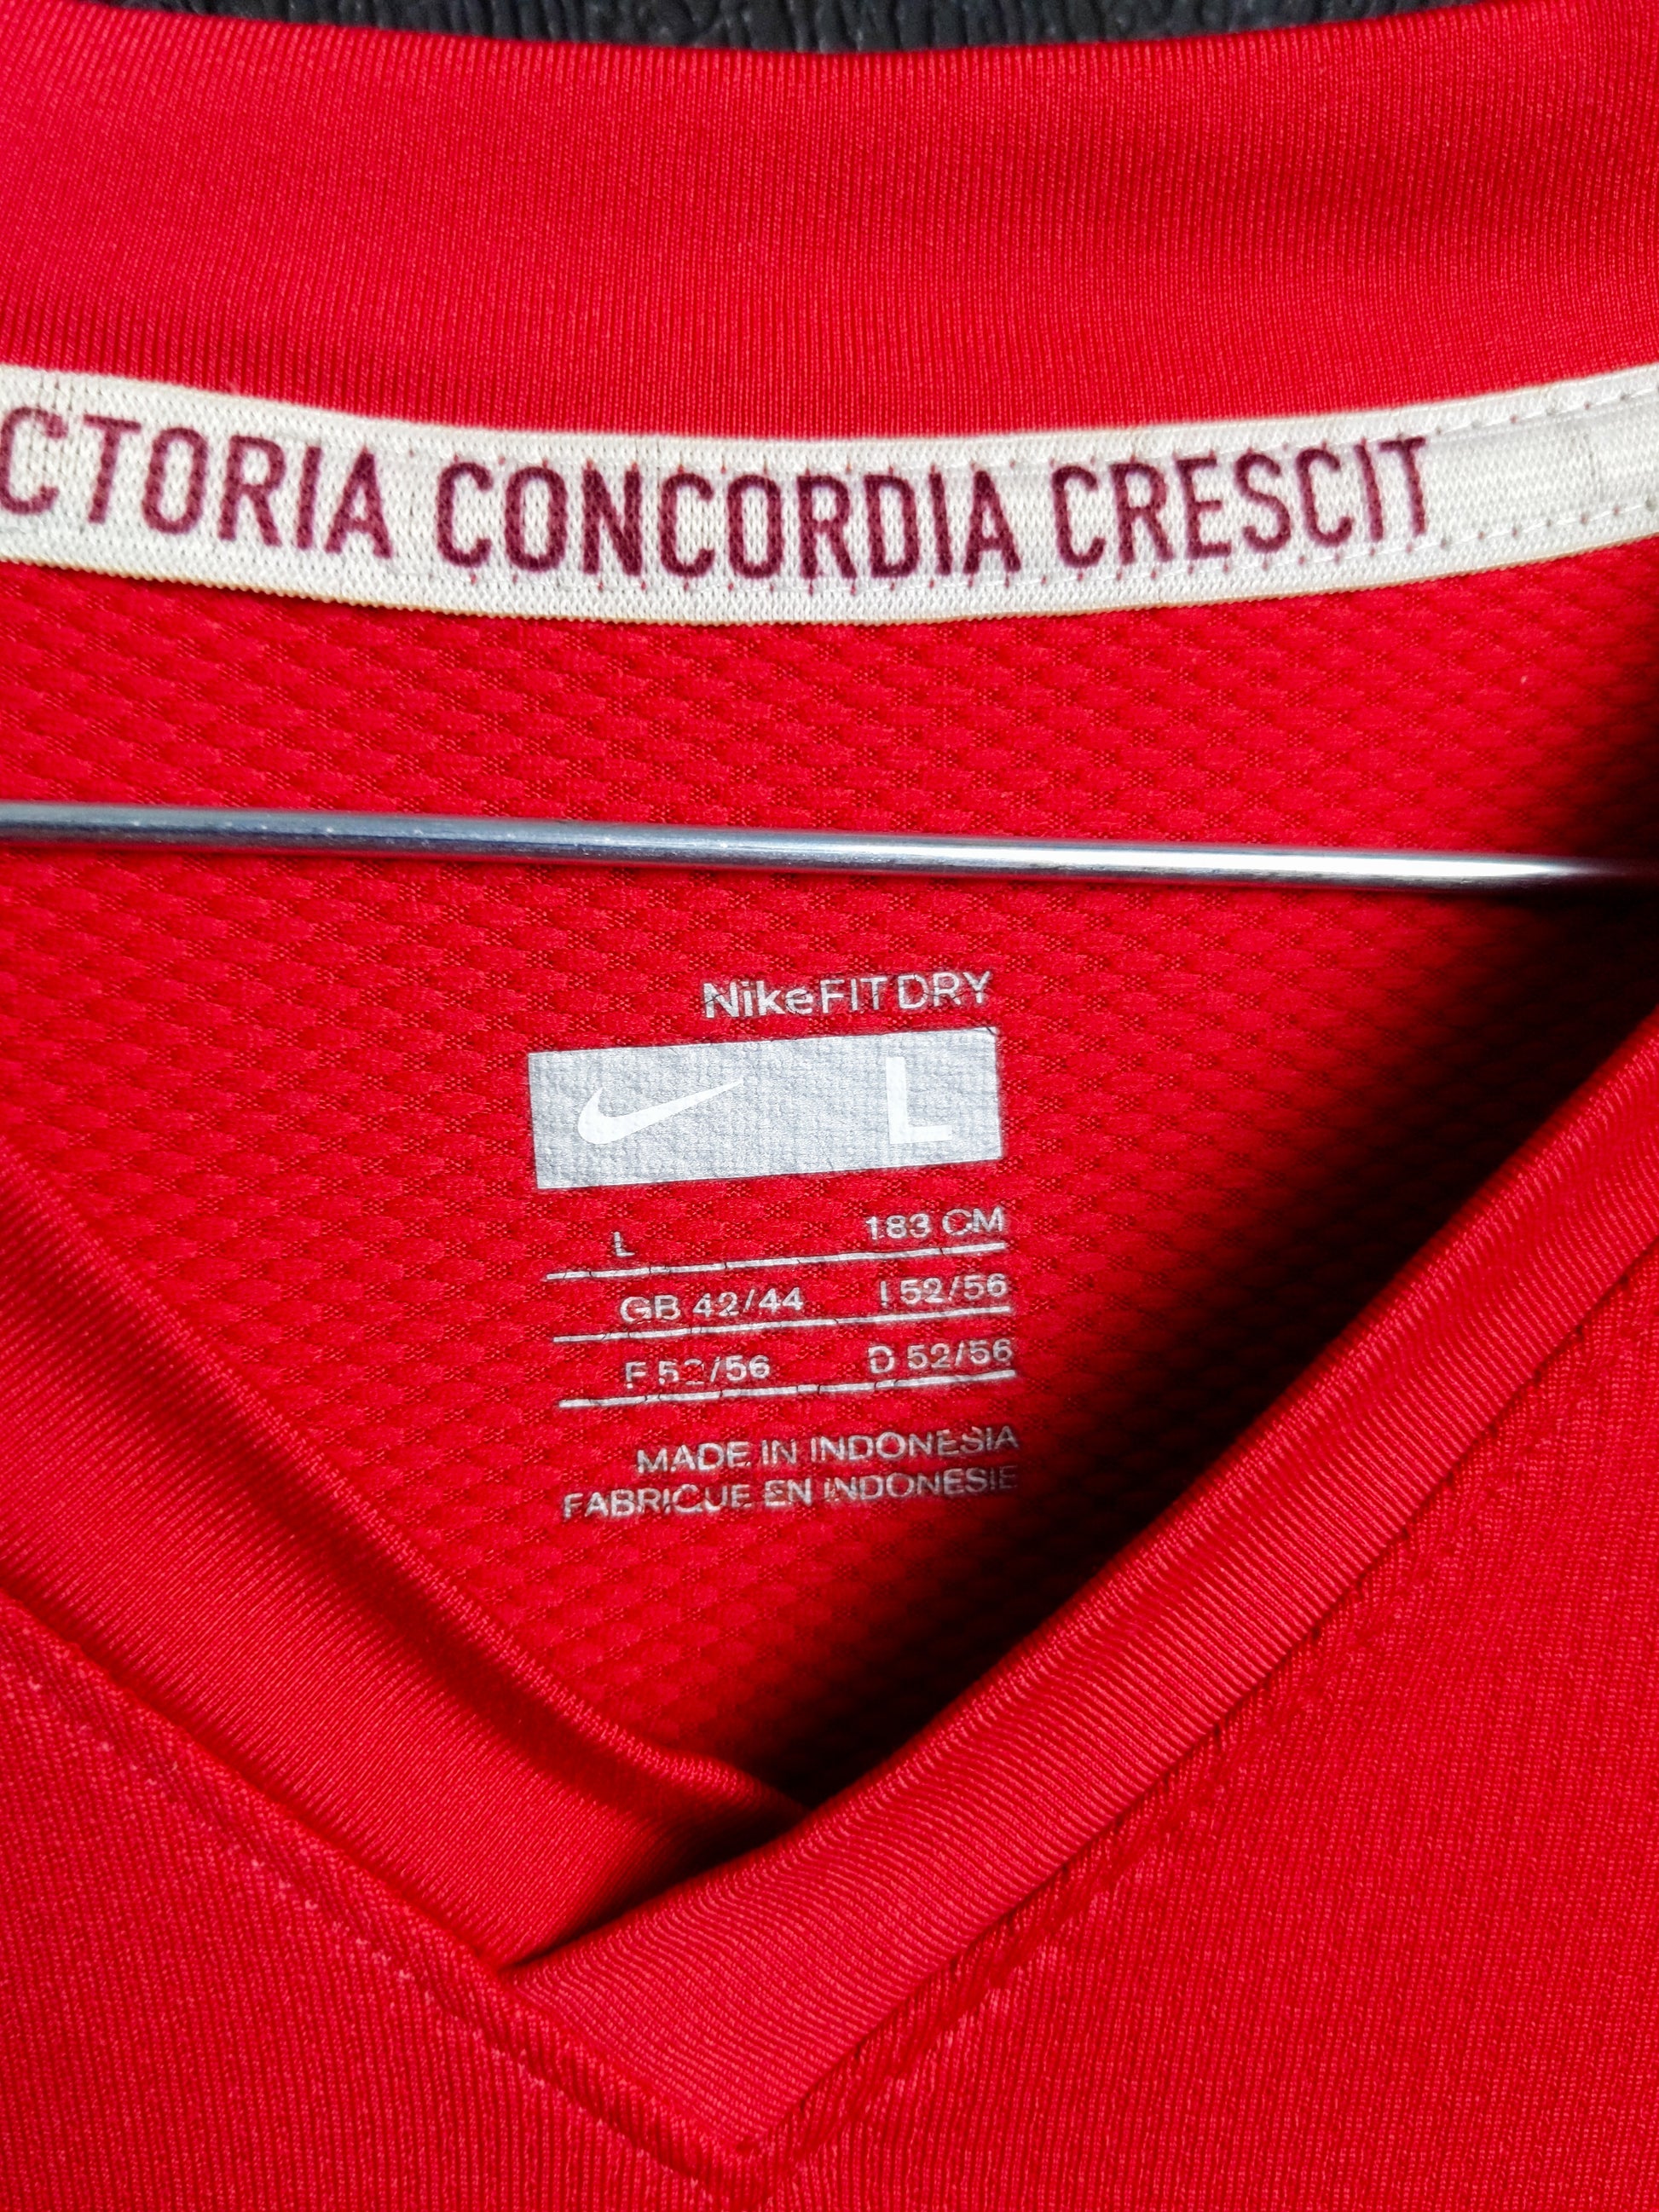 CTORIA CONCORDIA CRESCIT
NikeFIT DRY
L
L 183 CM
GB 42/44 I 52/56
F 52/56 D 52/56
MADE IN INDONESIA
FABRIQUE EN INDONESIE